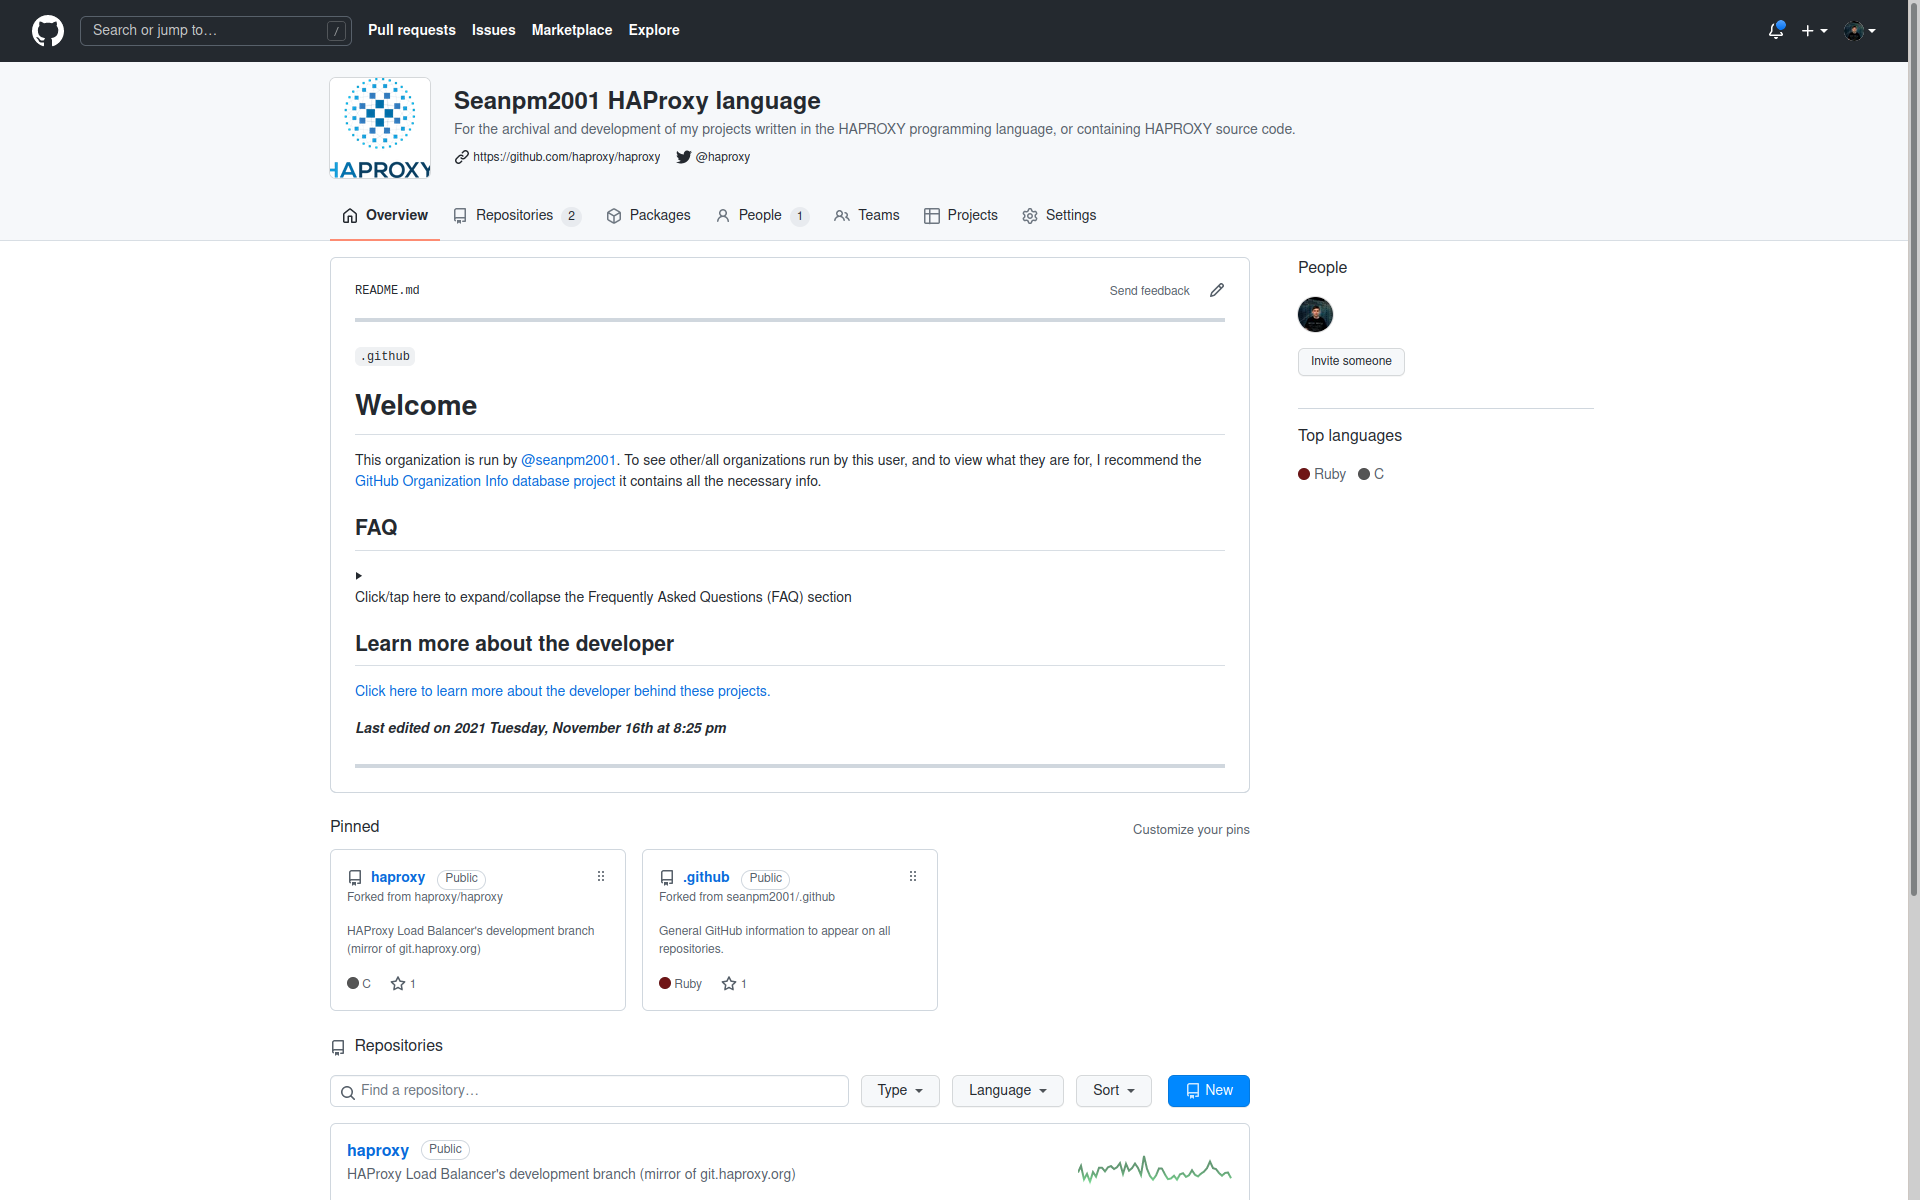 Search or jump to…
/
Pull requests
Issues
Marketplace
Explore
HAPROXY
Seanpm2001 HAProxy language
For the archival and development of my projects written in the HAPROXY programming language, or containing HAPROXY source code.
https://github.com/haproxy/haproxy
@haproxy
Overview
Repositories 2
Packages
People 1
Teams
Projects
Settings
README.md
Send feedback
.github
Welcome
This organization is run by @seanpm2001. To see other/all organizations run by this user, and to view what they are for, I recommend the
GitHub Organization Info database project it contains all the necessary info.
FAQ
Click/tap here to expand/collapse the Frequently Asked Questions (FAQ) section
Learn more about the developer
Click here to learn more about the developer behind these projects.
Last edited on 2021 Tuesday, November 16th at 8:25 pm
People
Invite someone
Top languages
Ruby
C
Pinned
Customize your pins
haproxy Public
Forked from haproxy/haproxy
HAProxy Load Balancer's development branch
(mirror of git.haproxy.org)
C
1
.github Public
Forked from seanpm2001/.github
General GitHub information to appear on all
repositories.
Ruby
1
Repositories
Find a repository…
Type
Language
Sort
New
haproxy Public
HAProxy Load Balancer's development branch (mirror of git.haproxy.org)